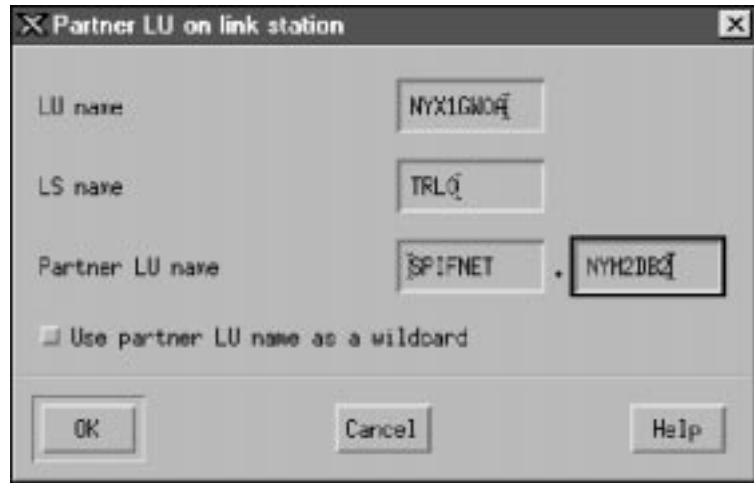 Partner LU on link station
LU name NYX1GW0A
LS name TRL0
Partner LU name SPIFNET . NYM2DB2
Use partner LU name as a wildcard
OK Cancel Help